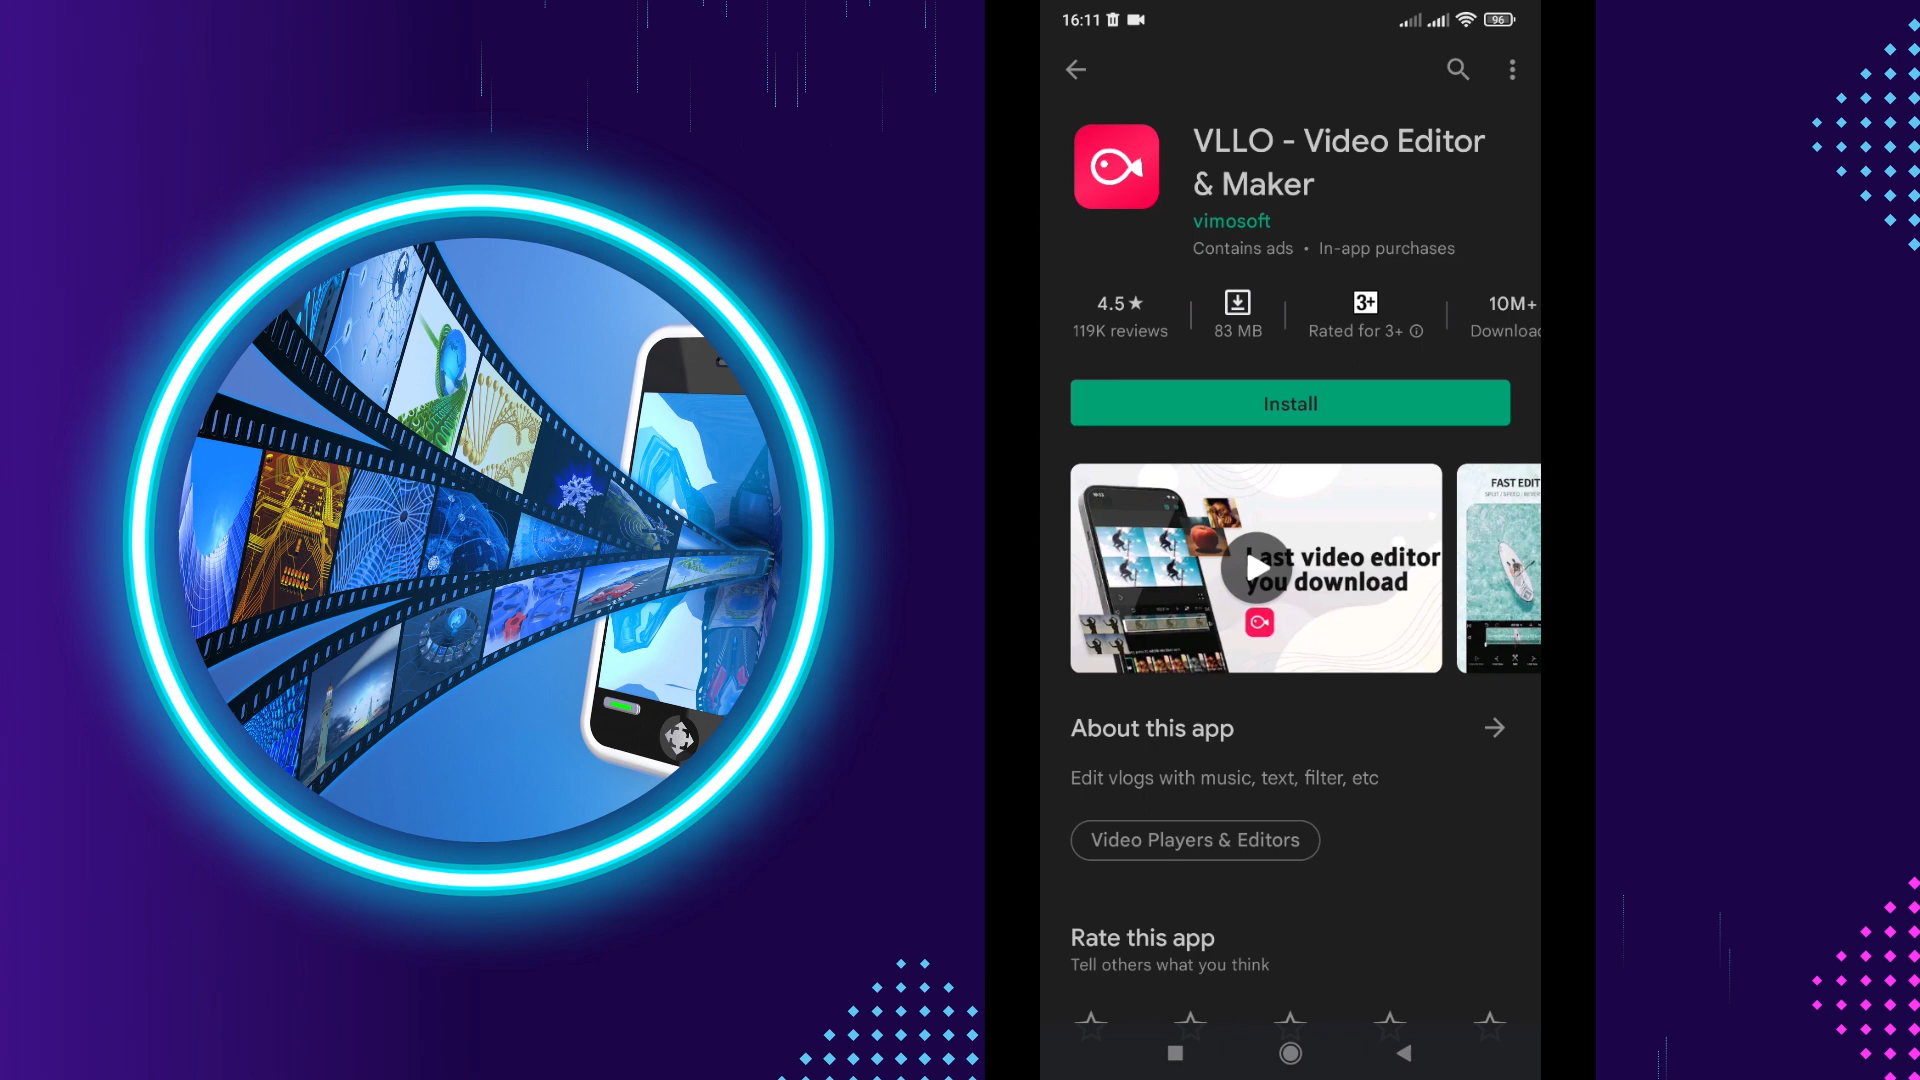 16:11
96
VLLO - Video Editor
& Maker
vimosoft
Contains ads • In-app purchases
4.5★
119K reviews
83 MB
3+
Rated for 3+
10M+
Downloa
Install
Last video editor
you download
FAST EDIT
About this app
Edit vlogs with music, text, filter, etc
Video Players & Editors
Rate this app
Tell others what you think